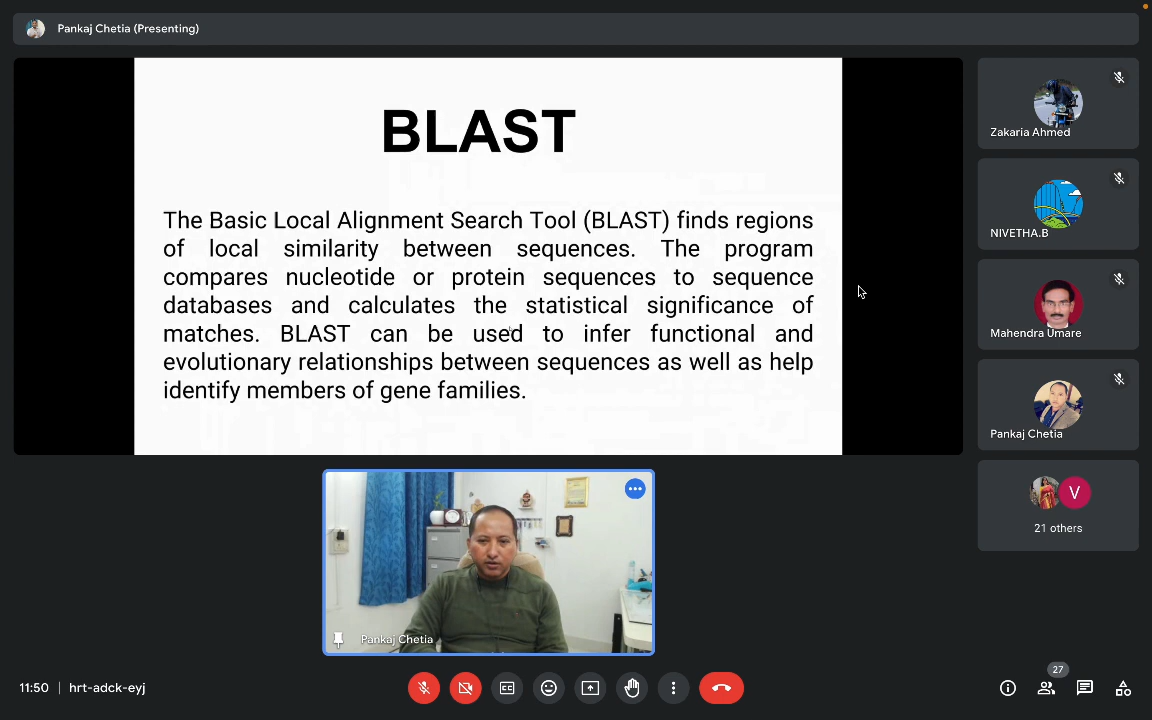 Pankaj Chetia (Presenting)
BLAST
The Basic Local Alignment Search Tool (BLAST) finds regions
of local similarity between sequences. The program
compares nucleotide or protein sequences to sequence
databases and calculates the statistical significance of
matches. BLAST can be used to infer functional and
evolutionary relationships between sequences as well as help
identify members of gene families.
Zakaria Ahmed
NIVETHA.B
Mahendra Umare
Pankaj Chetia
V
21 others
Pankaj Chetia
11:50 | hrt-adck-eyj
CC
27